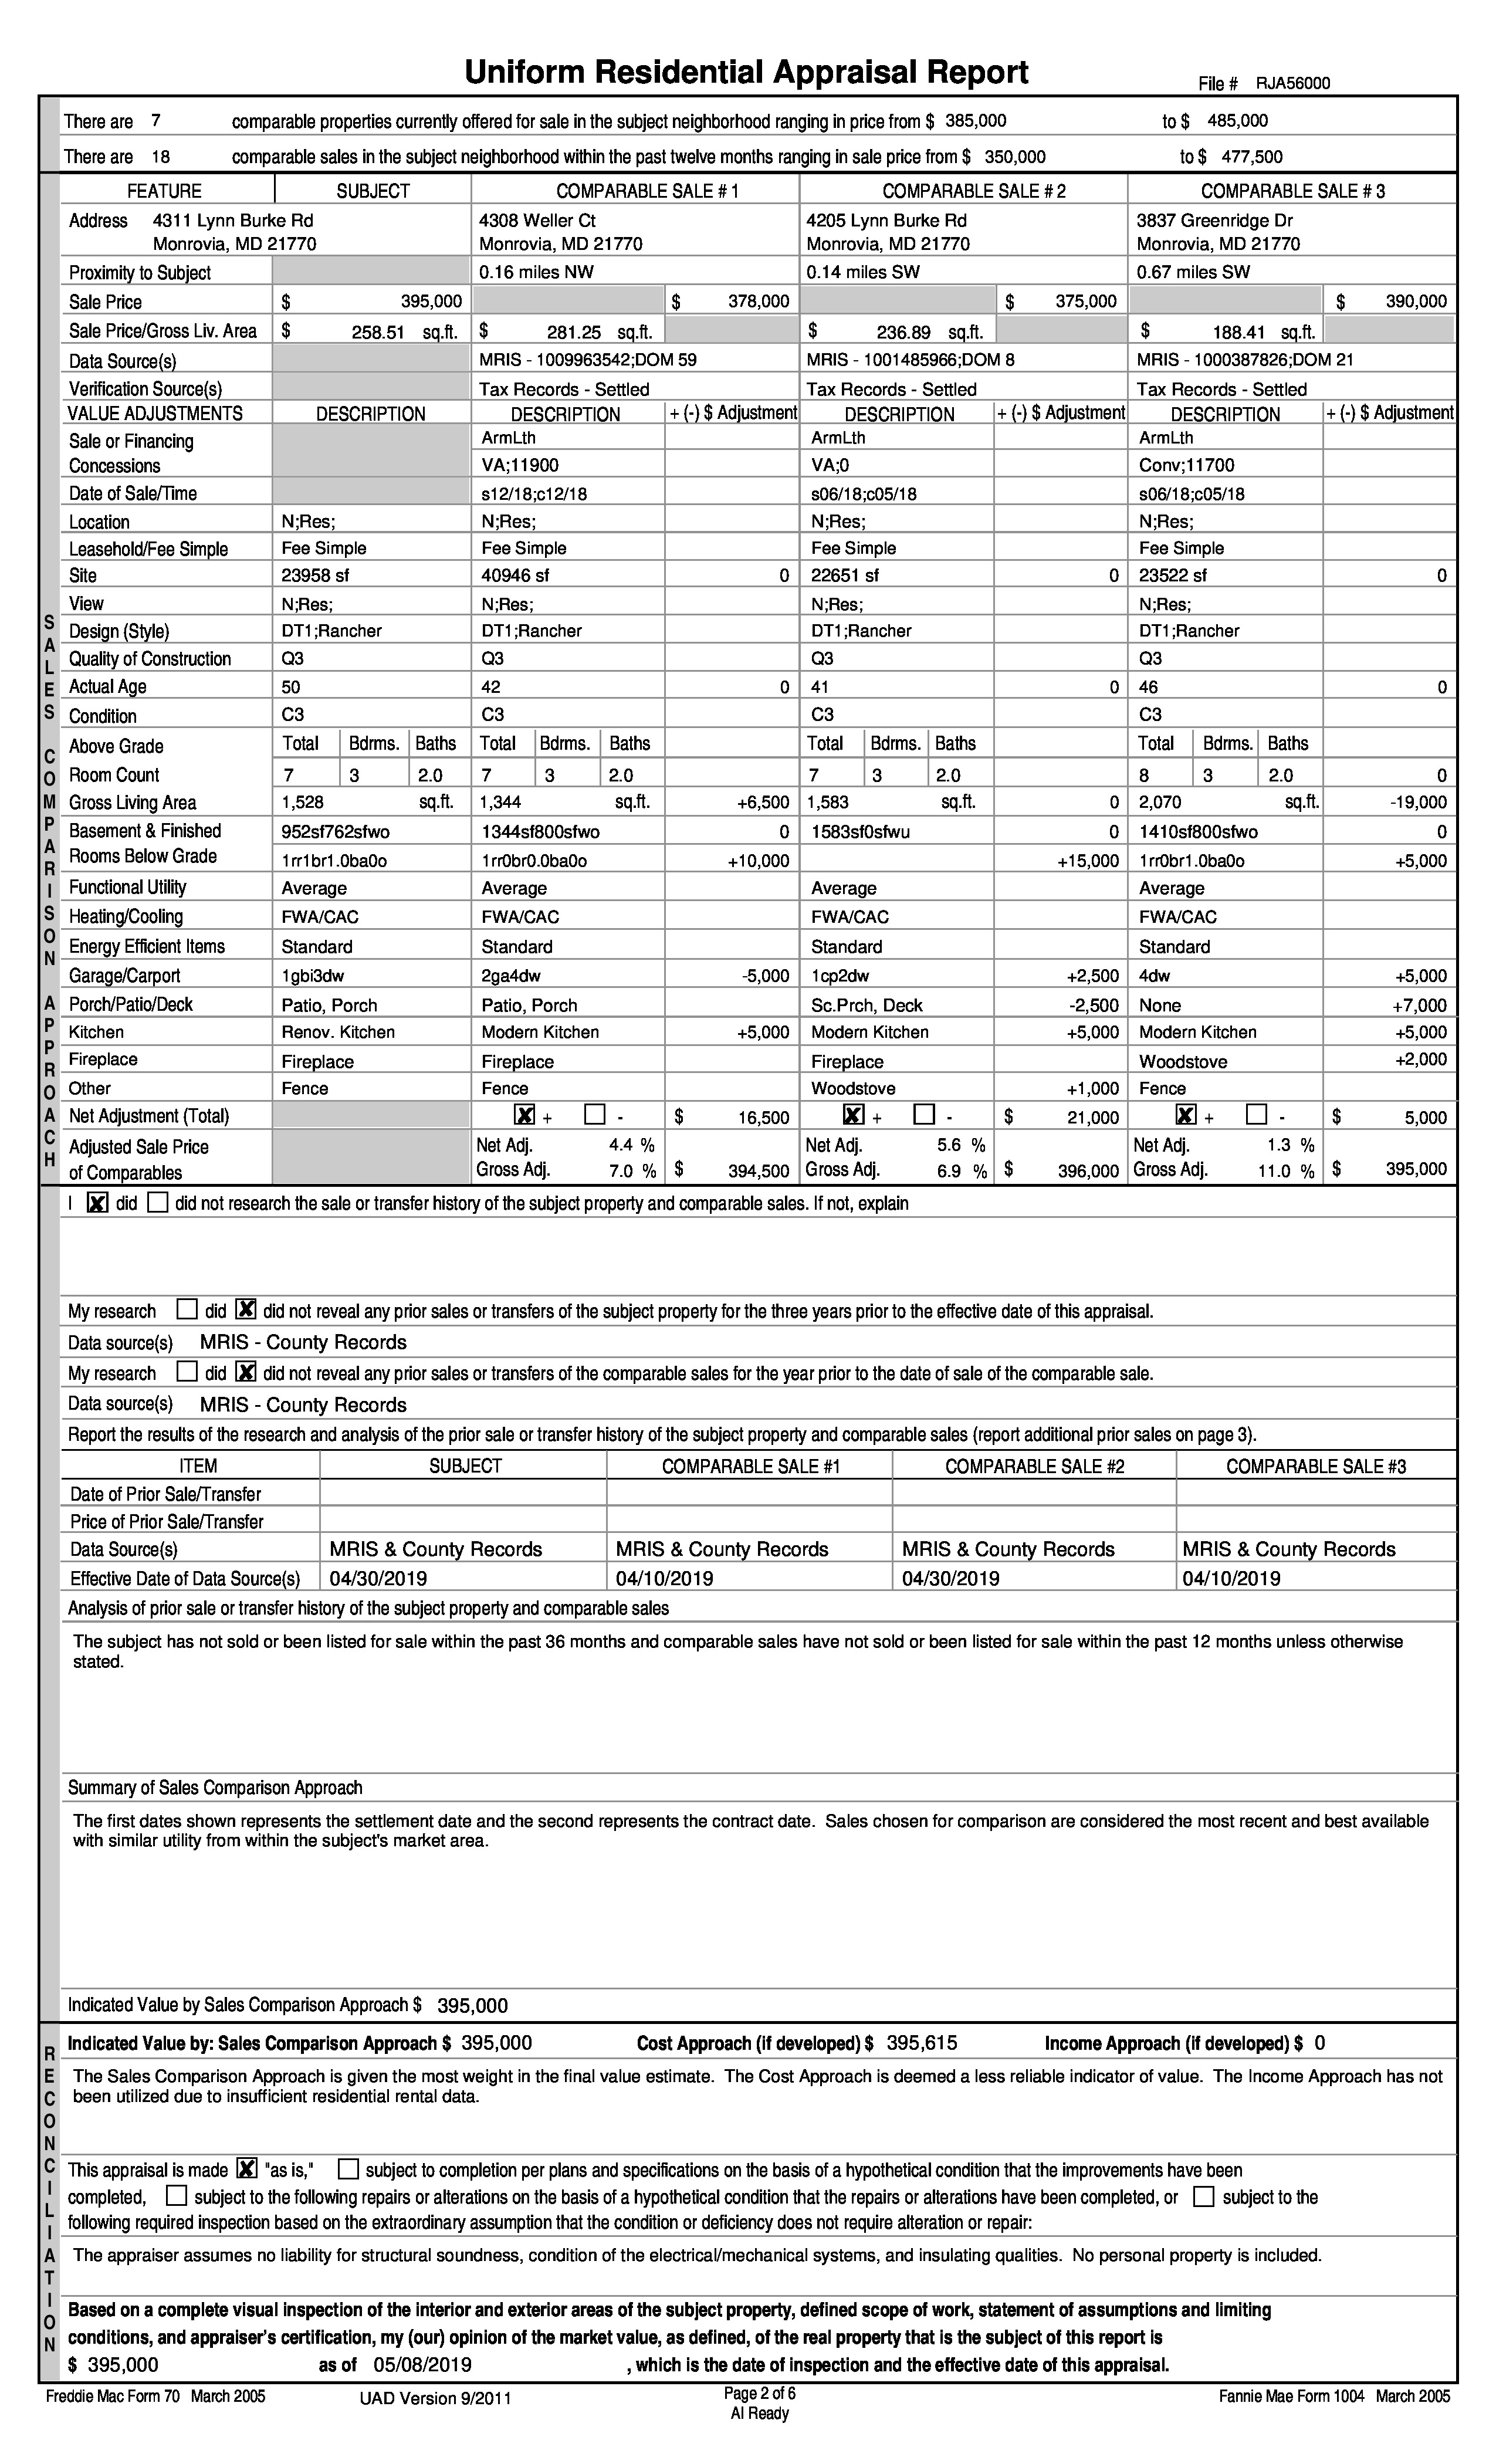 Uniform Residential Appraisal Report
File # RJA56000
There are 7 comparable properties currently offered for sale in the subject neighborhood ranging in price from $ 385,000 to $ 485,000
There are 18 comparable sales in the subject neighborhood within the past twelve months ranging in sale price from $ 350,000 to $ 477,500
FEATURE SUBJECT COMPARABLE SALE # 1 COMPARABLE SALE # 2 COMPARABLE SALE # 3
Address 4311 Lynn Burke Rd 4308 Weller Ct 4205 Lynn Burke Rd 3837 Greenridge Dr
Monrovia, MD 21770 Monrovia, MD 21770 Monrovia, MD 21770 Monrovia, MD 21770
Proximity to Subject 0.16 miles NW 0.14 miles SW 0.67 miles SW
Sale Price $ 395,000 $ 378,000 $ 375,000 $ 390,000
Sale Price/Gross Liv. Area $ 258.51 sq.ft. $ 281.25 sq.ft. $ 236.89 sq.ft. $ 188.41 sq.ft.
Data Source(s) MRIS - 1009963542;DOM 59 MRIS - 1001485966;DOM 8 MRIS - 1000387826;DOM 21
Verification Source(s) Tax Records - Settled Tax Records - Settled Tax Records - Settled
VALUE ADJUSTMENTS DESCRIPTION DESCRIPTION + (-) $ Adjustment DESCRIPTION + (-) $ Adjustment DESCRIPTION + (-) $ Adjustment
Sale or Financing ArmLth ArmLth ArmLth
Concessions VA;11900 VA;0 Conv;11700
Date of Sale/Time s12/18;c12/18 s06/18;c05/18 s06/18;c05/18
Location N;Res; N;Res; N;Res; N;Res;
Leasehold/Fee Simple Fee Simple Fee Simple Fee Simple Fee Simple
Site 23958 sf 40946 sf 0 22651 sf 0 23522 sf 0
View N;Res; N;Res; N;Res; N;Res;
Design (Style) DT1;Rancher DT1;Rancher DT1;Rancher DT1;Rancher
Quality of Construction Q3 Q3 Q3 Q3
Actual Age 50 42 0 41 0 46 0
Condition C3 C3 C3 C3
Above Grade Total Bdrms. Baths Total Bdrms. Baths Total Bdrms. Baths Total Bdrms. Baths
Room Count 7 3 2.0 7 3 2.0 7 3 2.0 8 3 2.0 0
Gross Living Area 1,528 sq.ft. 1,344 sq.ft. +6,500 1,583 sq.ft. 0 2,070 sq.ft. -19,000
Basement & Finished 952sf762sfwo 1344sf800sfwo 0 1583sf0sfwu 0 1410sf800sfwo 0
Rooms Below Grade 1rr1br1.0ba0o 1rr0br0.0ba0o +10,000 +15,000 1rr0br1.0ba0o +5,000
Functional Utility Average Average Average Average
Heating/Cooling FWA/CAC FWA/CAC FWA/CAC FWA/CAC
Energy Efficient Items Standard Standard Standard Standard
Garage/Carport 1gbi3dw 2ga4dw -5,000 1cp2dw +2,500 4dw +5,000
Porch/Patio/Deck Patio, Porch Patio, Porch Sc.Prch, Deck -2,500 None +7,000
Kitchen Renov. Kitchen Modern Kitchen +5,000 Modern Kitchen +5,000 Modern Kitchen +5,000
Fireplace Fireplace Fireplace Fireplace Woodstove +2,000
Other Fence Fence Woodstove +1,000 Fence
Net Adjustment (Total) X + - $ 16,500 X + - $ 21,000 X + - $ 5,000
Adjusted Sale Price Net Adj. 4.4 % Net Adj. 5.6 % Net Adj. 1.3 %
of Comparables Gross Adj. 7.0 % $ 394,500 Gross Adj. 6.9 % $ 396,000 Gross Adj. 11.0 % $ 395,000
SALES COMPARISON APPROACH
I X did did not research the sale or transfer history of the subject property and comparable sales. If not, explain
My research did X did not reveal any prior sales or transfers of the subject property for the three years prior to the effective date of this appraisal.
Data source(s) MRIS - County Records
My research did X did not reveal any prior sales or transfers of the comparable sales for the year prior to the date of sale of the comparable sale.
Data source(s) MRIS - County Records
Report the results of the research and analysis of the prior sale or transfer history of the subject property and comparable sales (report additional prior sales on page 3).
ITEM SUBJECT COMPARABLE SALE #1 COMPARABLE SALE #2 COMPARABLE SALE #3
Date of Prior Sale/Transfer
Price of Prior Sale/Transfer
Data Source(s) MRIS & County Records MRIS & County Records MRIS & County Records MRIS & County Records
Effective Date of Data Source(s) 04/30/2019 04/10/2019 04/30/2019 04/10/2019
Analysis of prior sale or transfer history of the subject property and comparable sales
The subject has not sold or been listed for sale within the past 36 months and comparable sales have not sold or been listed for sale within the past 12 months unless otherwise
stated.
Summary of Sales Comparison Approach
The first dates shown represents the settlement date and the second represents the contract date. Sales chosen for comparison are considered the most recent and best available
with similar utility from within the subject's market area.
Indicated Value by Sales Comparison Approach $ 395,000
RECONCILIATION
Indicated Value by: Sales Comparison Approach $ 395,000 Cost Approach (if developed) $ 395,615 Income Approach (if developed) $ 0
The Sales Comparison Approach is given the most weight in the final value estimate. The Cost Approach is deemed a less reliable indicator of value. The Income Approach has not
been utilized due to insufficient residential rental data.
This appraisal is made X "as is," subject to completion per plans and specifications on the basis of a hypothetical condition that the improvements have been
completed, subject to the following repairs or alterations on the basis of a hypothetical condition that the repairs or alterations have been completed, or subject to the
following required inspection based on the extraordinary assumption that the condition or deficiency does not require alteration or repair:
The appraiser assumes no liability for structural soundness, condition of the electrical/mechanical systems, and insulating qualities. No personal property is included.
Based on a complete visual inspection of the interior and exterior areas of the subject property, defined scope of work, statement of assumptions and limiting
conditions, and appraiser's certification, my (our) opinion of the market value, as defined, of the real property that is the subject of this report is
$ 395,000 as of 05/08/2019 , which is the date of inspection and the effective date of this appraisal.
Freddie Mac Form 70 March 2005 UAD Version 9/2011 Page 2 of 6 Fannie Mae Form 1004 March 2005
AI Ready